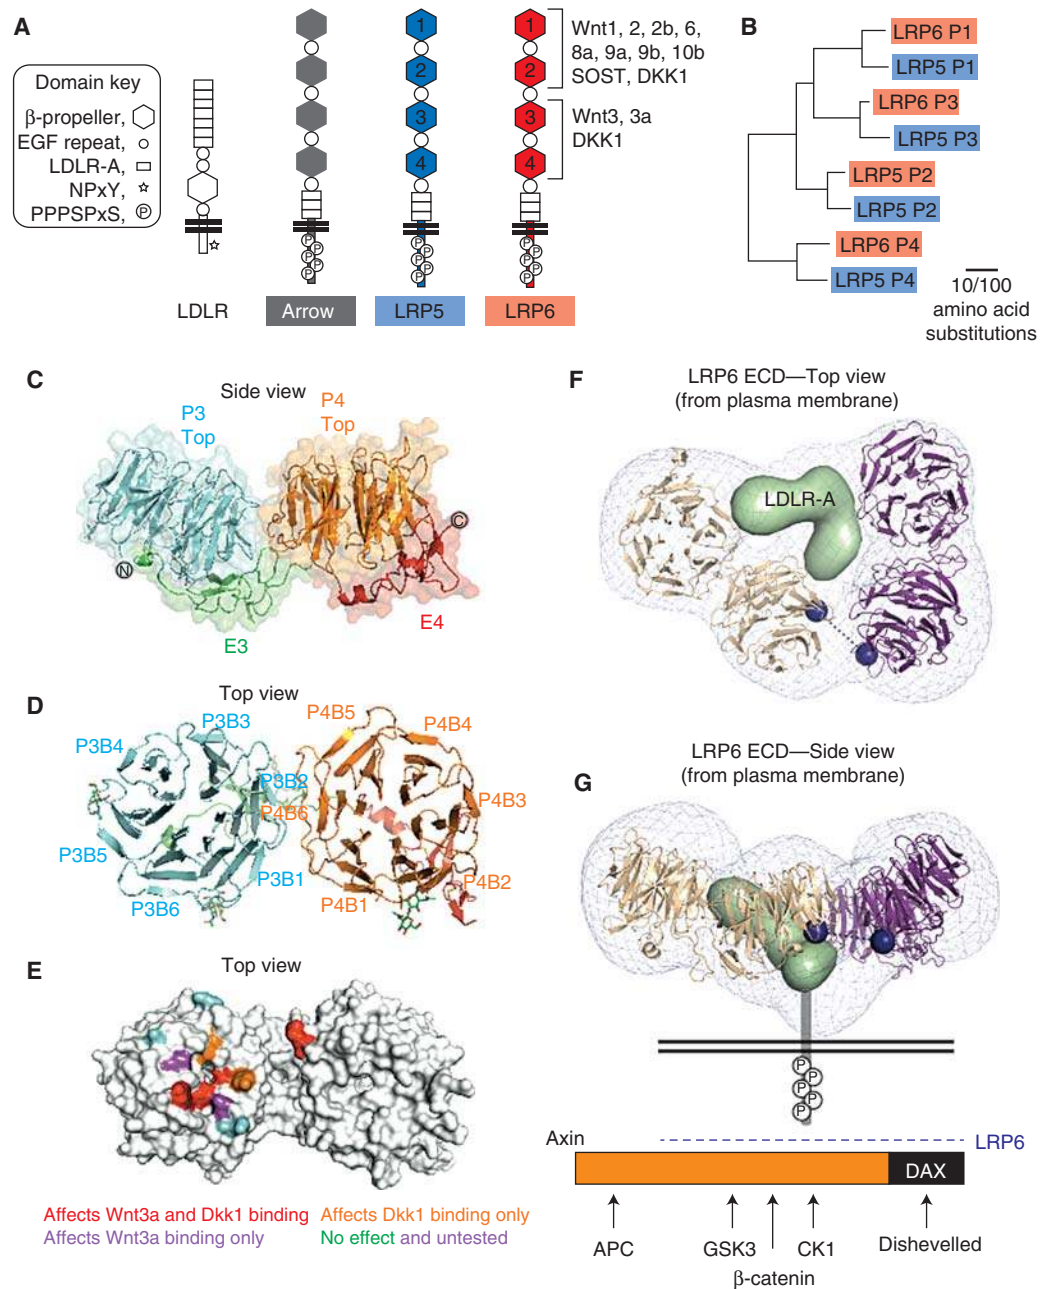 A
Domain key
β-propeller,
EGF repeat,
LDLR-A,
NPxY,
PPPSPxS, P
LDLR
Arrow
P
P
P
P
P
1
2
3
4
P
P
P
P
P
LRP5
1
2
3
4
P
P
P
P
P
LRP6
Wnt1, 2, 2b, 6,
8a, 9a, 9b, 10b
SOST, DKK1
Wnt3, 3a
DKK1
B
LRP6 P1
LRP5 P1
LRP6 P3
LRP5 P3
LRP5 P2
LRP5 P2
LRP6 P4
LRP5 P4
10/100
amino acid
substitutions
C
Side view
P3
Top
P4
Top
N
C
E3
E4
D
Top view
P3B3
P3B4
P3B2
P3B5
P3B1
P3B6
P4B5
P4B4
P4B6
P4B3
P4B2
P4B1
E
Top view
Affects Wnt3a and Dkk1 binding
Affects Dkk1 binding only
Affects Wnt3a binding only
No effect and untested
F
LRP6 ECD—Top view
(from plasma membrane)
LDLR-A
G
LRP6 ECD—Side view
(from plasma membrane)
P
P
P
P
P
Axin
LRP6
DAX
APC
GSK3
β-catenin
CK1
Dishevelled